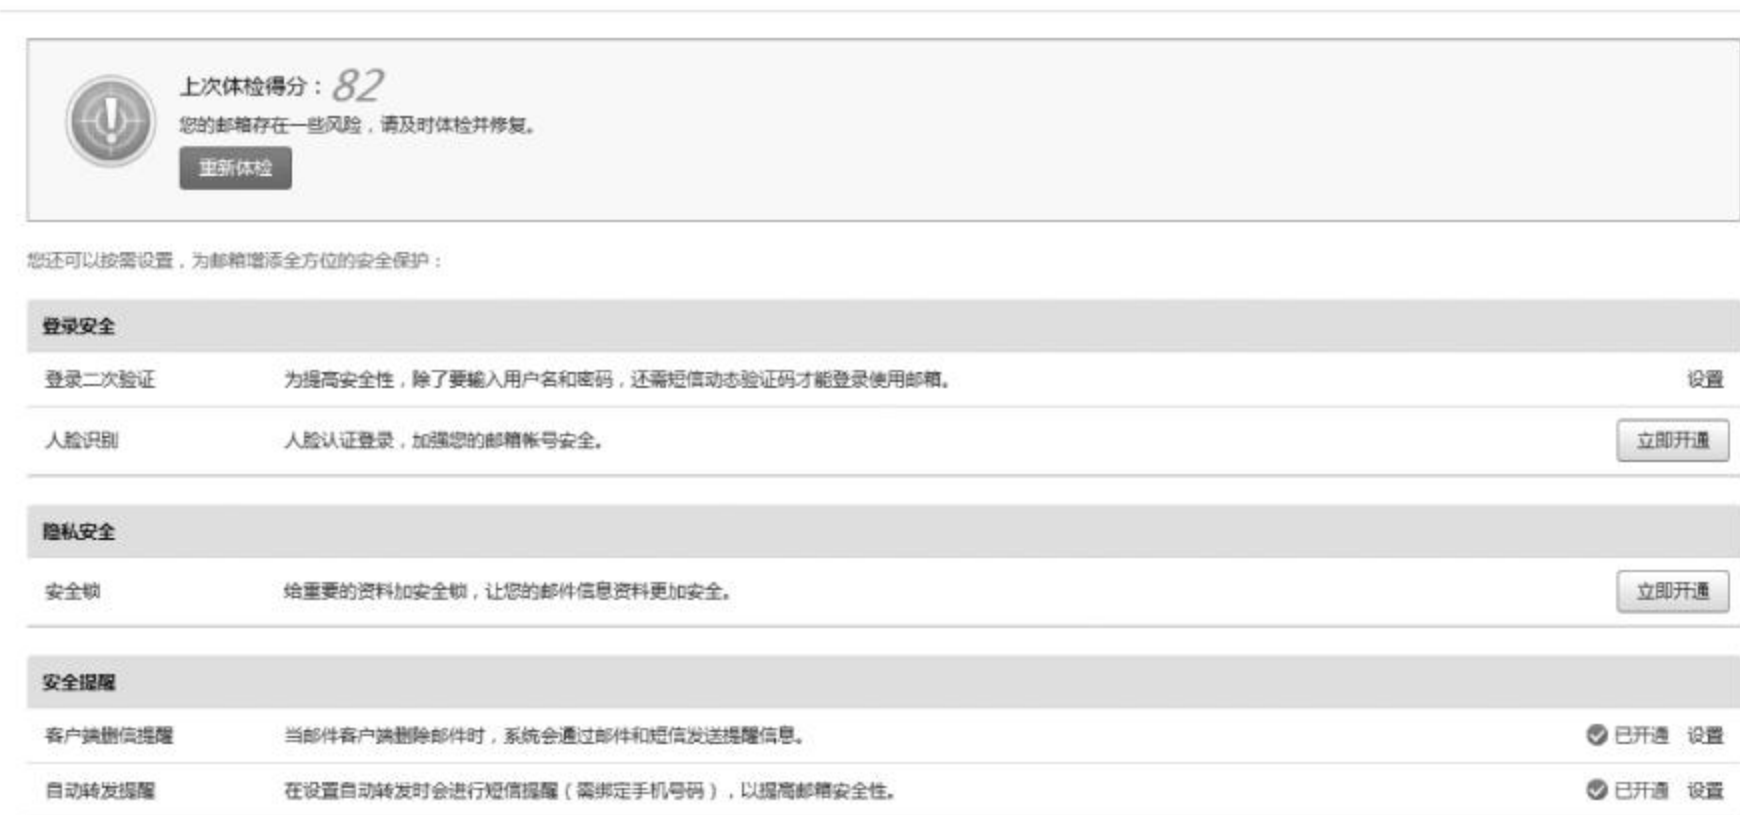 上次体检得分：82
您的邮箱存在一些风险，请及时体检并修复。
重新体检
您还可以按需设置，为邮箱增添全方位的安全保护：
登录安全
登录二次验证 为提高安全性，除了要输入用户名和密码，还需短信动态验证码才能登录使用邮箱。 设置
人脸识别 人脸认证登录，加强您的邮箱帐号安全。 立即开通
隐私安全
安全锁 给重要的资料加安全锁，让您的邮件信息资料更加安全。 立即开通
安全提醒
客户端删信提醒 当邮件客户端删除邮件时，系统会通过邮件和短信发送提醒信息。 已开通 设置
自动转发提醒 在设置自动转发时会进行短信提醒（需绑定手机号码），以提高邮箱安全性。 已开通 设置